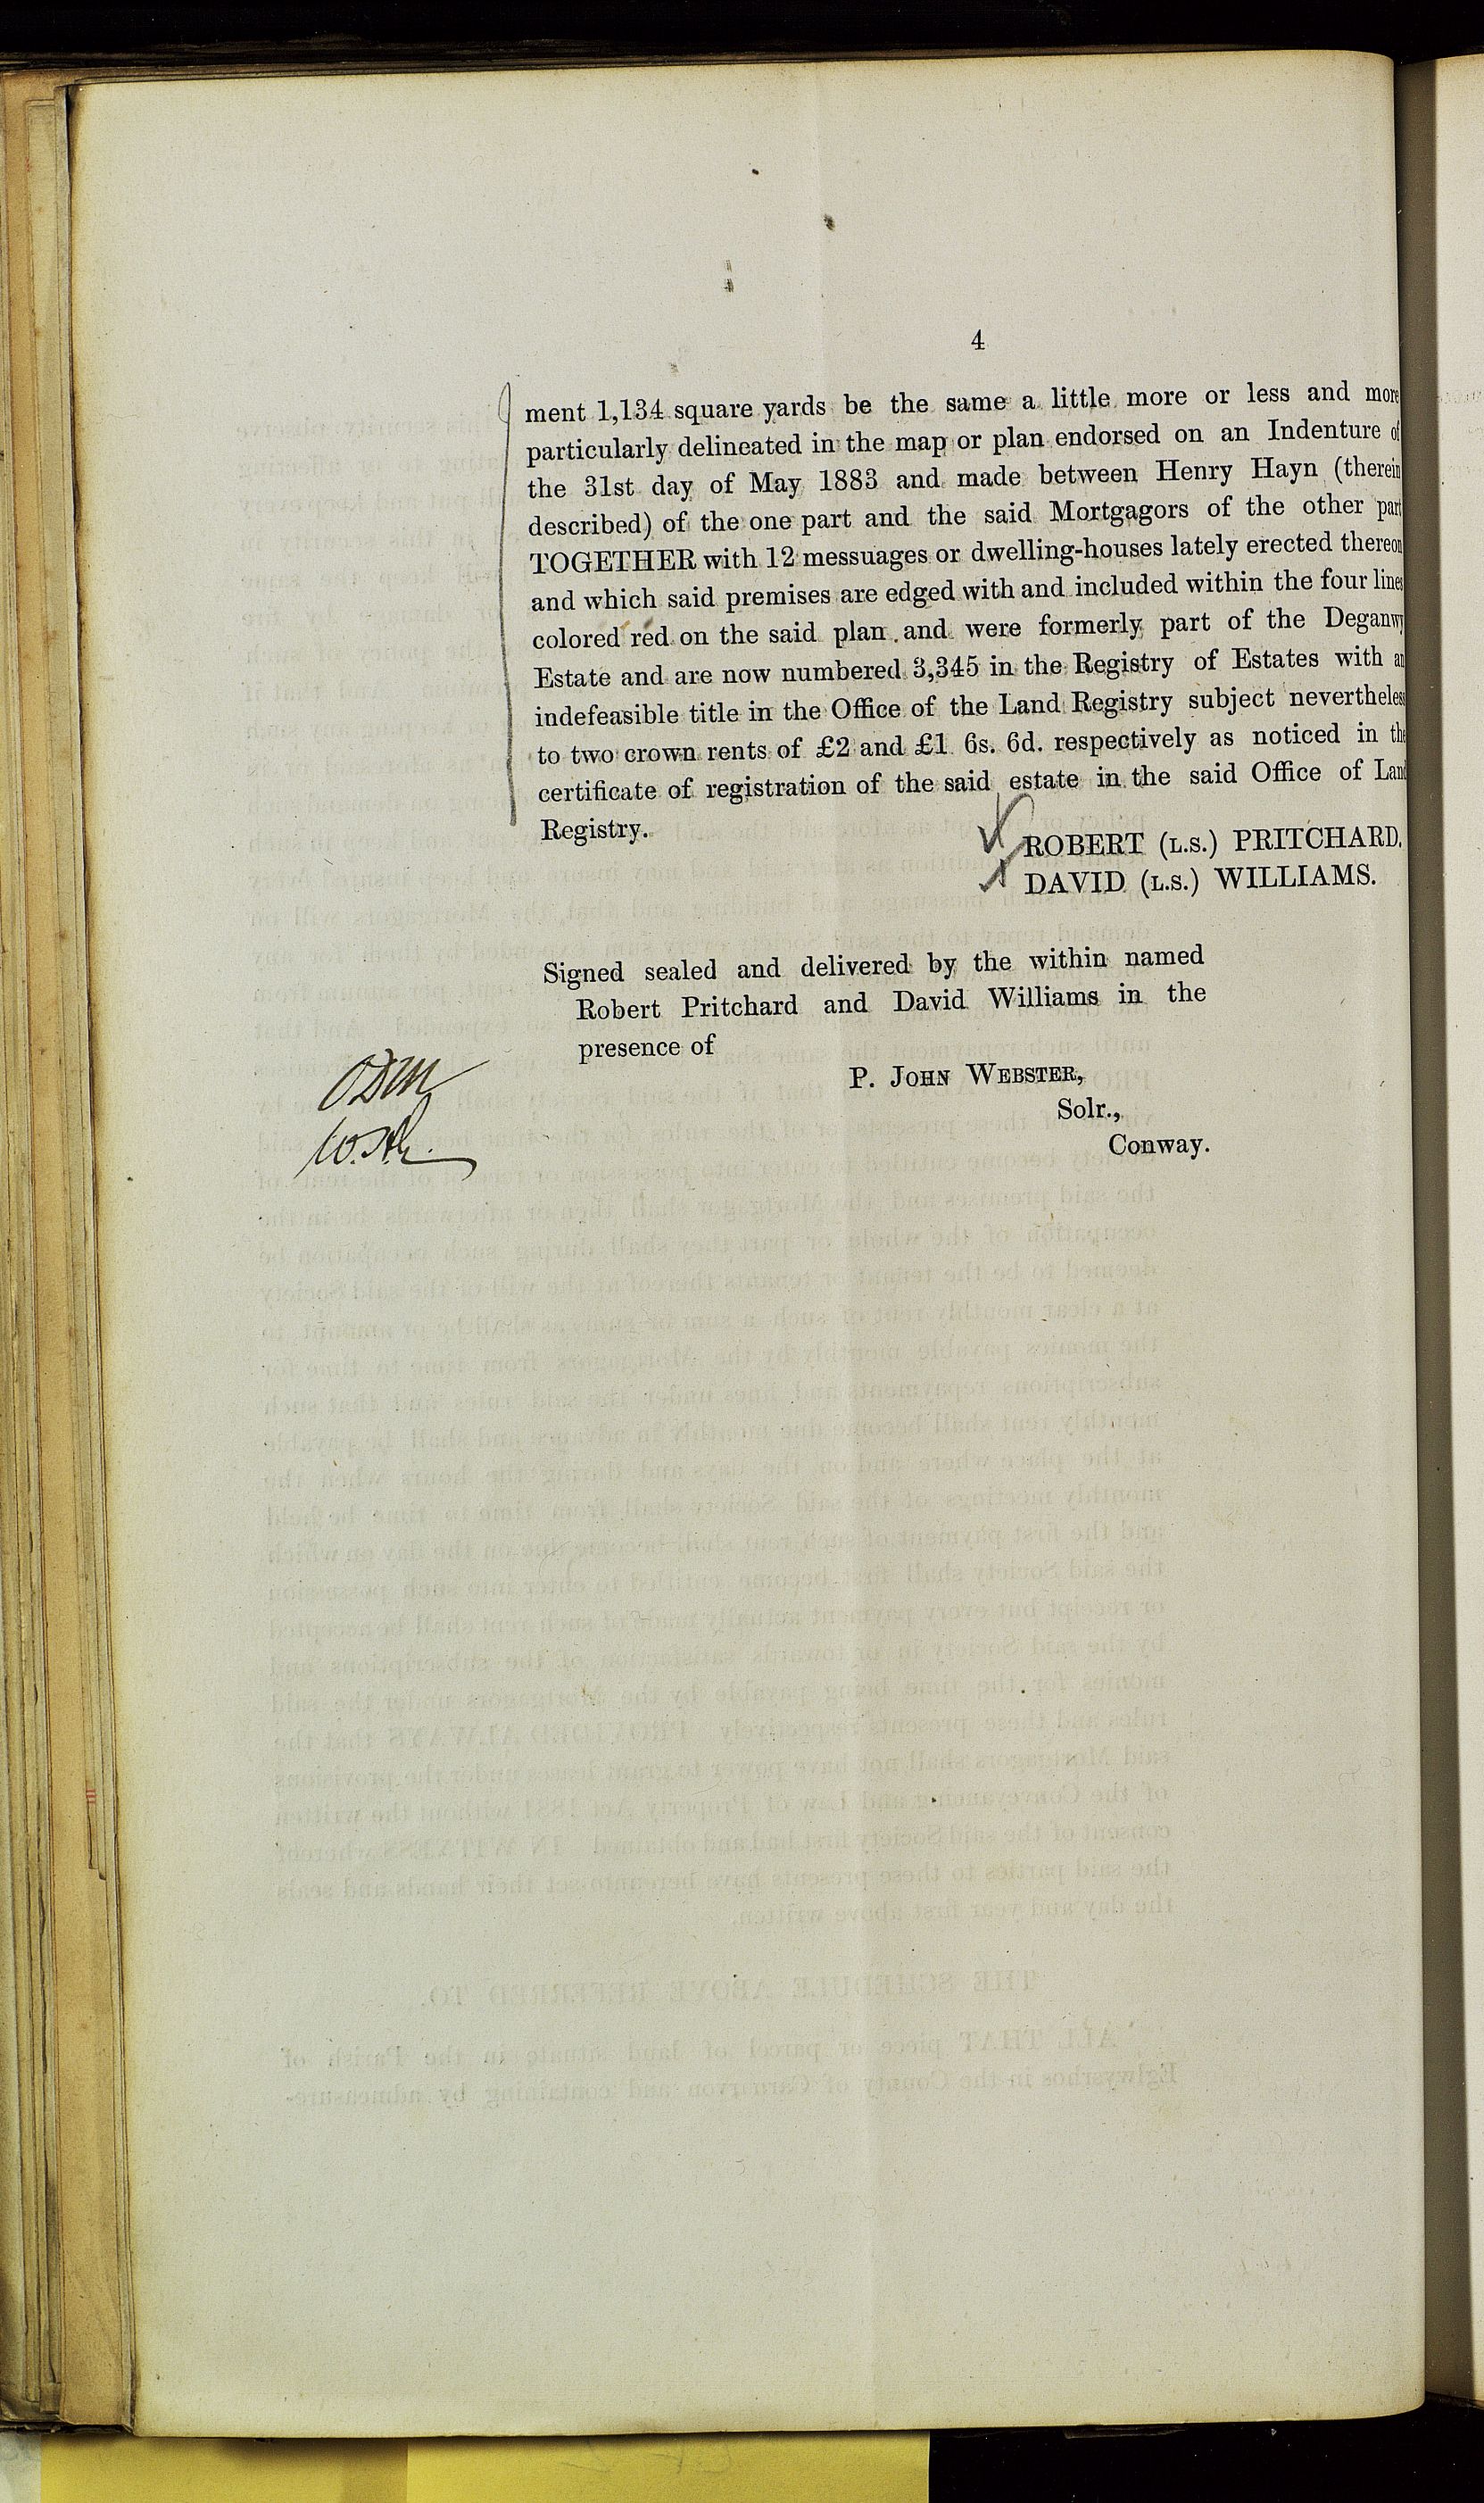 4
ment 1,134 square yards be the same a little more or less and more
particularly delineated in the map or plan endorsed on an Indenture of
the 31st day of May 1883 and made between Henry Hayn (therein
described) of the one part and the said Mortgagors of the other part
TOGETHER with 12 messuages or dwelling-houses lately erected thereon
and which said premises are edged with and included within the four lines
colored red on the said plan and were formerly part of the Deganwy
Estate and are now numbered 3,345 in the Registry of Estates with an
indefeasible title in the Office of the Land Registry subject nevertheless
to two crown rents of £2 and £1 6s. 6d. respectively as noticed in the
certificate of registration of the said estate in the said Office of Land
Registry.
ROBERT (L.S.) PRITCHARD.
DAVID (L.S.) WILLIAMS.
Signed sealed and delivered by the within named
Robert Pritchard and David Williams in the
presence of
P. JOHN WEBSTER,
Solr.,
Conway.